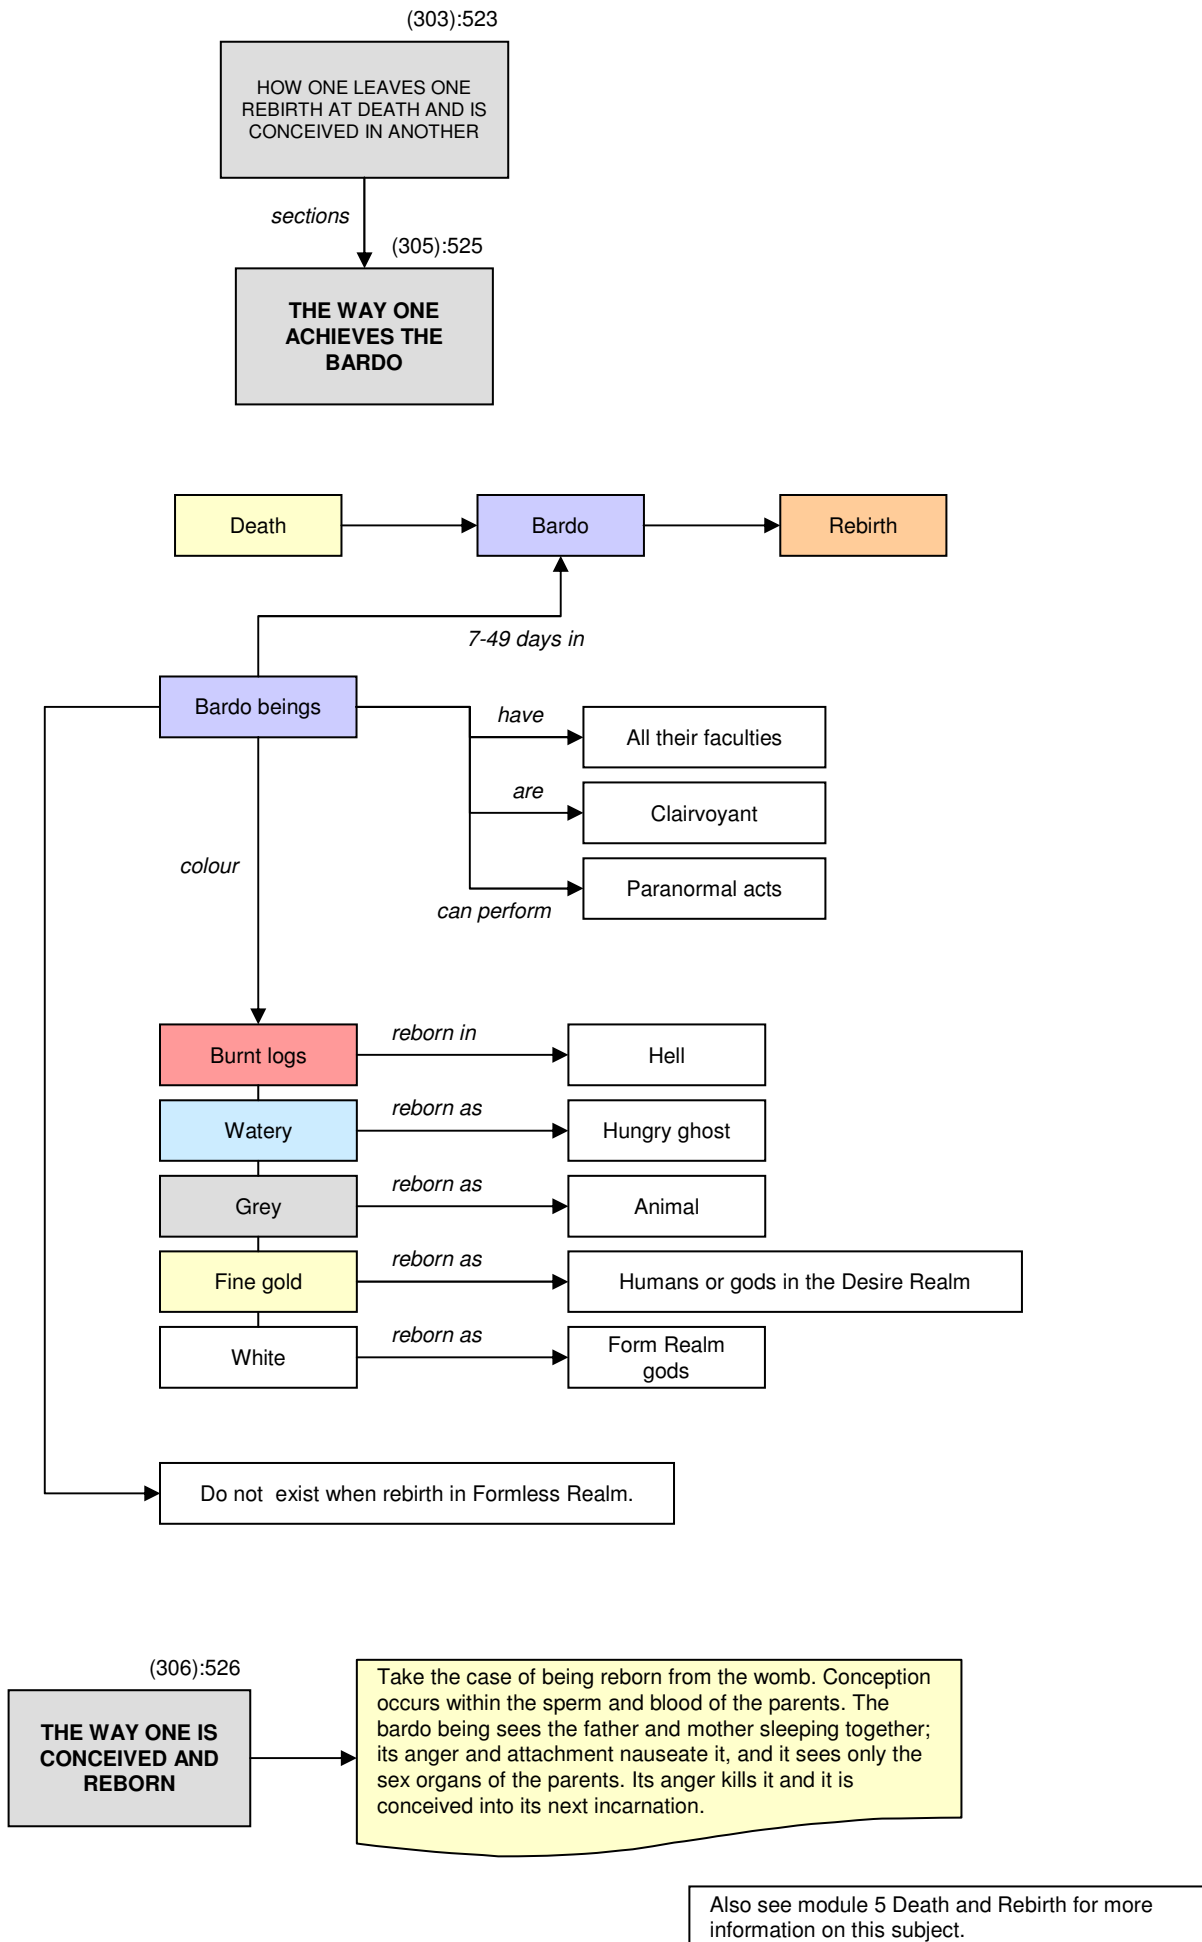 (303):523
HOW ONE LEAVES ONE
REBIRTH AT DEATH AND IS
CONCEIVED IN ANOTHER
sections
(305):525
THE WAY ONE
ACHIEVES THE
BARDO
Death
Bardo
Rebirth
7-49 days in
Bardo beings
have
All their faculties
are
Clairvoyant
colour
Paranormal acts
can perform
Burnt logs
reborn in
Hell
Watery
reborn as
Hungry ghost
Grey
reborn as
Animal
Fine gold
reborn as
Humans or gods in the Desire Realm
White
reborn as
Form Realm
gods
Do not  exist when rebirth in Formless Realm.
(306):526
THE WAY ONE IS
CONCEIVED AND
REBORN
Take the case of being reborn from the womb. Conception
occurs within the sperm and blood of the parents. The
bardo being sees the father and mother sleeping together;
its anger and attachment nauseate it, and it sees only the
sex organs of the parents. Its anger kills it and it is
conceived into its next incarnation.
Also see module 5 Death and Rebirth for more
information on this subject.